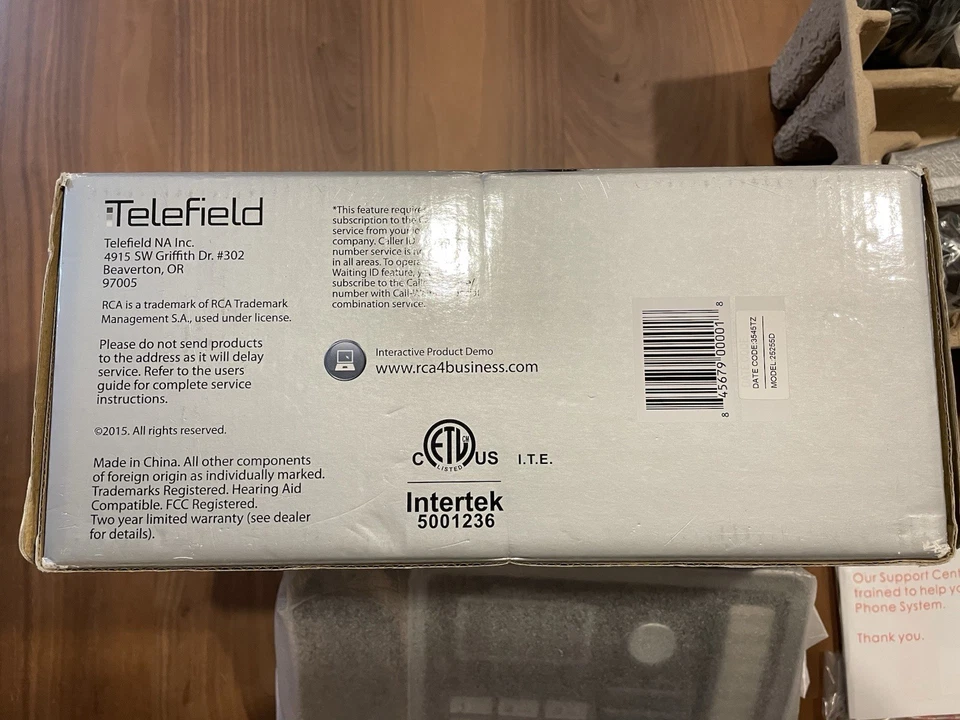 Telefield
Telefield NA Inc.
4915 SW Griffith Dr. #302
Beaverton, OR
97005
RCA is a trademark of RCA Trademark
Management S.A., used under license.
Please do not send products
to the address as it will delay
service. Refer to the users
guide for complete service
instructions.
©2015. All rights reserved.
Made in China. All other components
of foreign origin as individually marked.
Trademarks Registered. Hearing Aid
Compatible. FCC Registered.
Two year limited warranty (see dealer
for details).
*This feature
subscription to the
service from your
company.
number service is
in all areas. To
Waiting ID feature,
subscribe to the
number with
combination service.
Interactive Product Demo
www.rca4business.com
C ETL CM US
LISTED
I.T.E.
Intertek
5001236
8 45679 00001 8
DATE CODE:3545TZ
MODEL:25255D
Our Support
trained to help
Phone System.
Thank you.